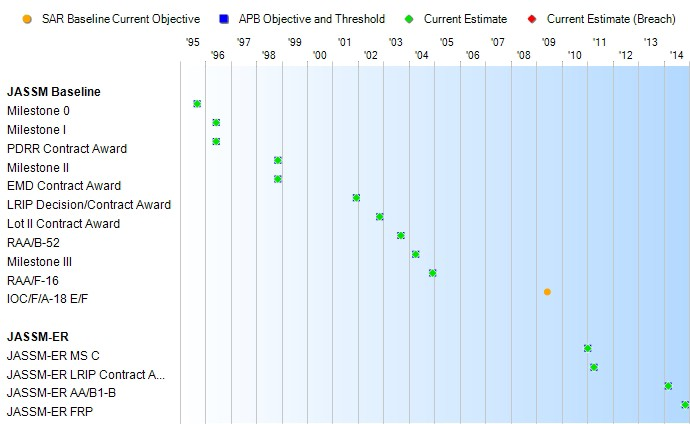 SAR Baseline Current Objective APB Objective and Threshold Current Estimate Current Estimate (Breach)
'95 '97 '99 '01 '03 '05 '07 '09 '11 '13
'96 '98 '00 '02 '04 '06 '08 '10 '12 '14
JASSM Baseline
Milestone 0
Milestone I
PDRR Contract Award
Milestone II
EMD Contract Award
LRIP Decision/Contract Award
Lot II Contract Award
RAA/B-52
Milestone III
RAA/F-16
IOC/F/A-18 E/F
JASSM-ER
JASSM-ER MS C
JASSM-ER LRIP Contract A...
JASSM-ER AA/B1-B
JASSM-ER FRP